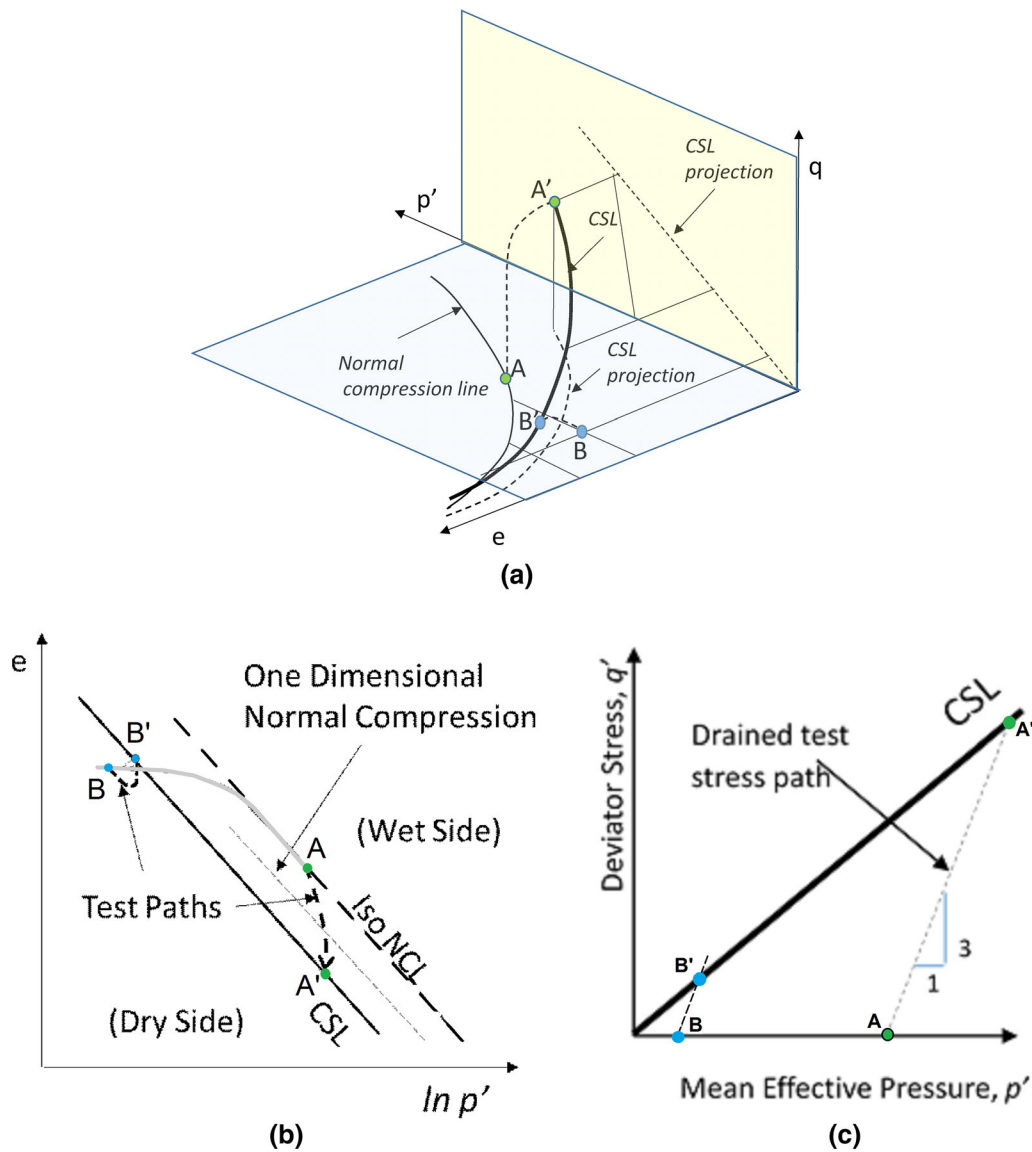 q
CSL
projection
A'
p'
CSL
Normal
compression line
A
CSL
projection
B'
B
e
(a)
e
One Dimensional
Normal Compression
B'
B
(Wet Side)
A
Test Paths
Iso NCL
A'
(Dry Side)
CSL
ln p'
(b)
Deviator Stress, q'
CSL
A'
Drained test
stress path
3
1
B'
B
A
Mean Effective Pressure, p'
(c)